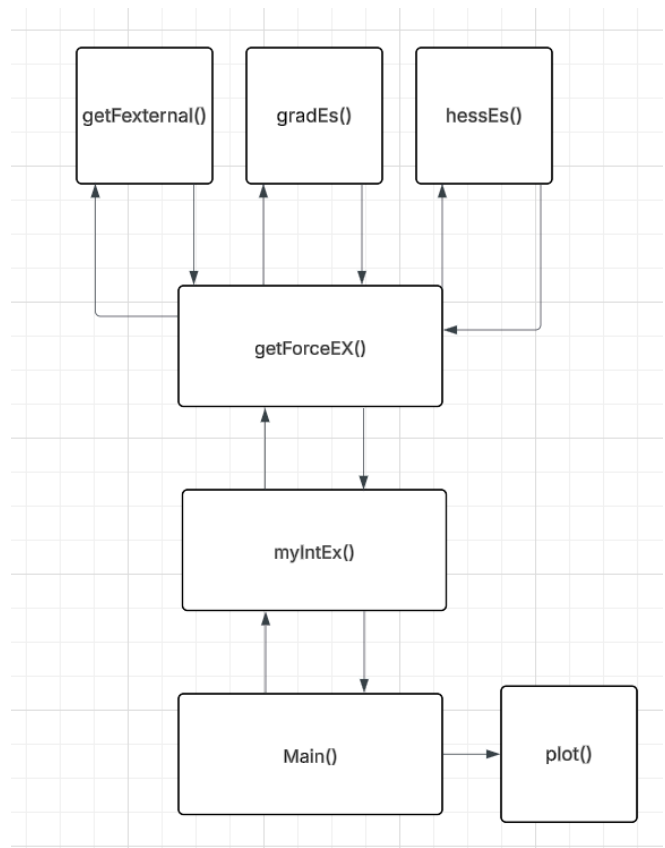 getFexternal()
gradEs()
hessEs()
getForceEX()
myIntEx()
Main()
plot()